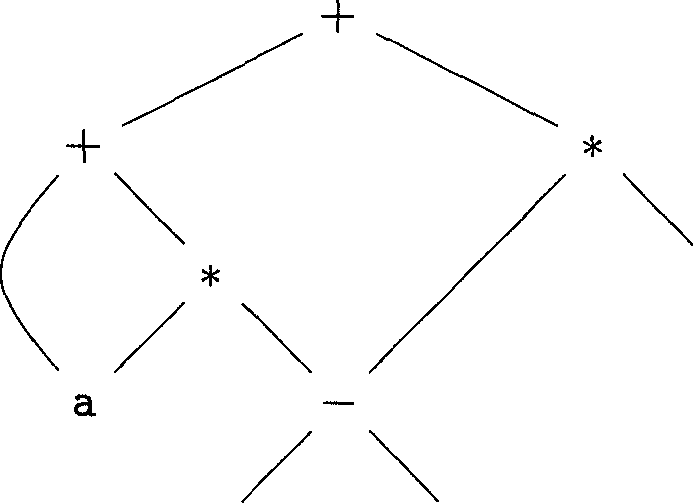 +
+ *
*
a −